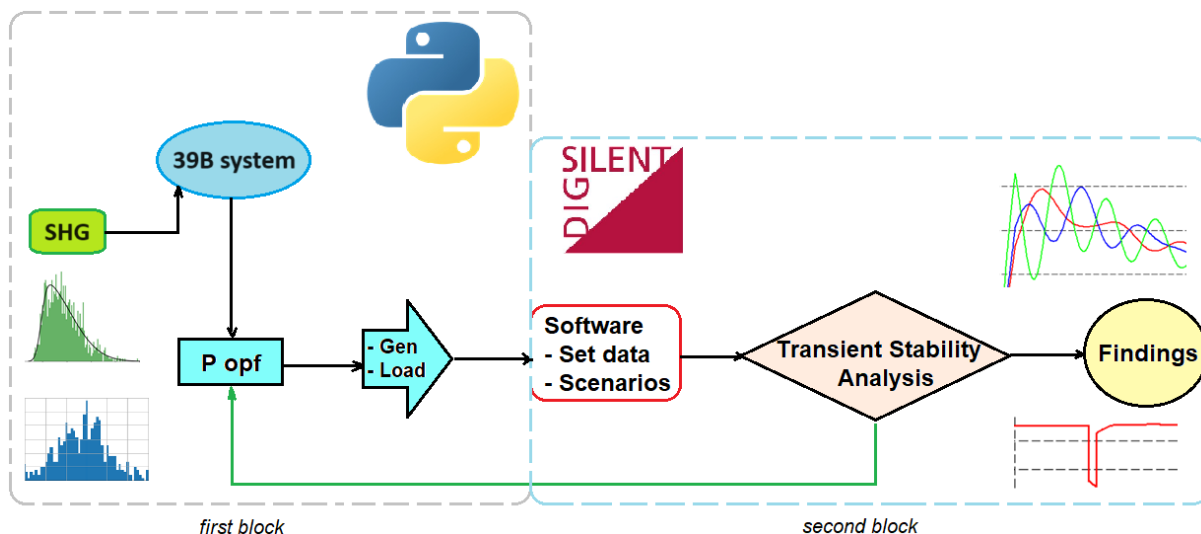 39B system
SHG
P opf
- Gen
- Load
DIG
SILENT
Software
- Set data
- Scenarios
Transient Stability
Analysis
Findings
first block
second block